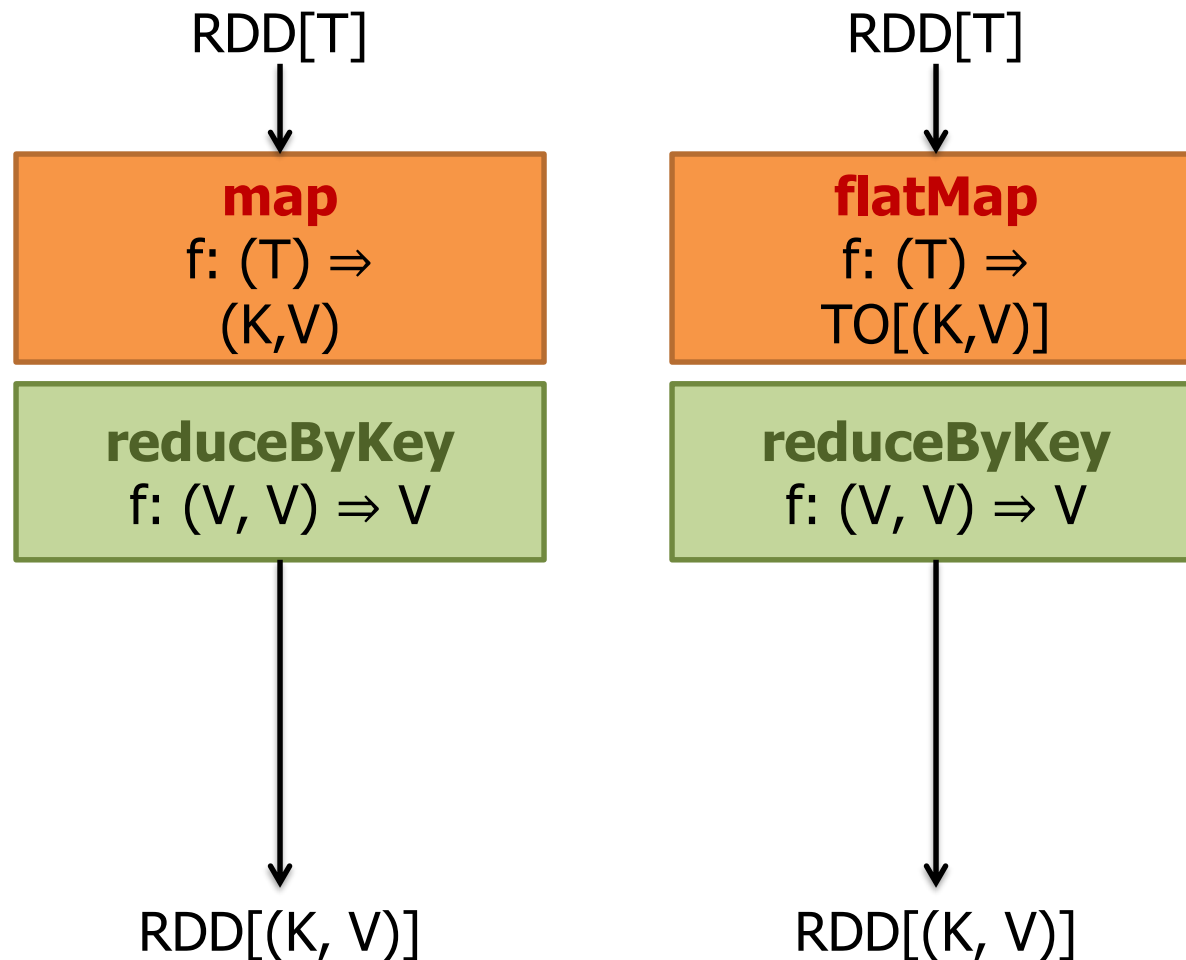 RDD[T]
map
f: (T) ⇒
(K,V)
reduceByKey
f: (V, V) ⇒ V
RDD[(K, V)]
RDD[T]
flatMap
f: (T) ⇒
TO[(K,V)]
reduceByKey
f: (V, V) ⇒ V
RDD[(K, V)]